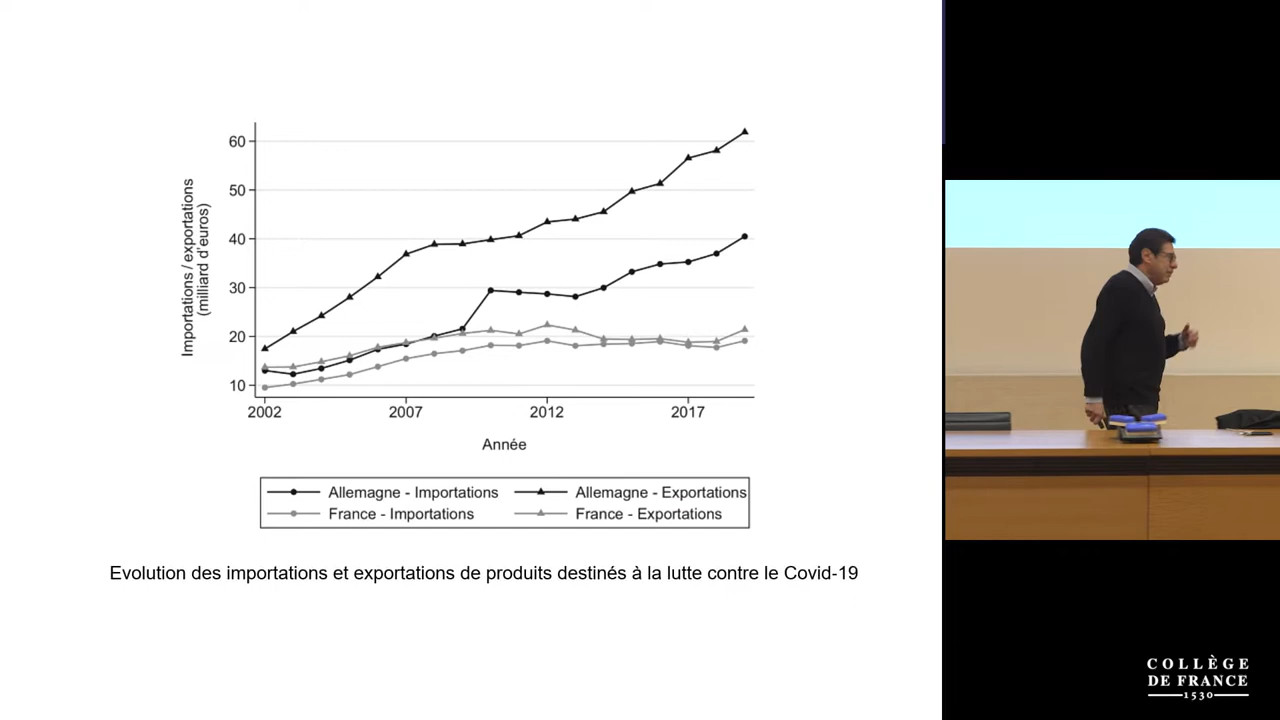 60
50
40
30
20
10
Importations / exportations
(milliard d'euros)
2002 2007 2012 2017
Année
Allemagne - Importations Allemagne - Exportations
France - Importations France - Exportations
Evolution des importations et exportations de produits destinés à la lutte contre le Covid-19
COLLÈGE
DE FRANCE
1530